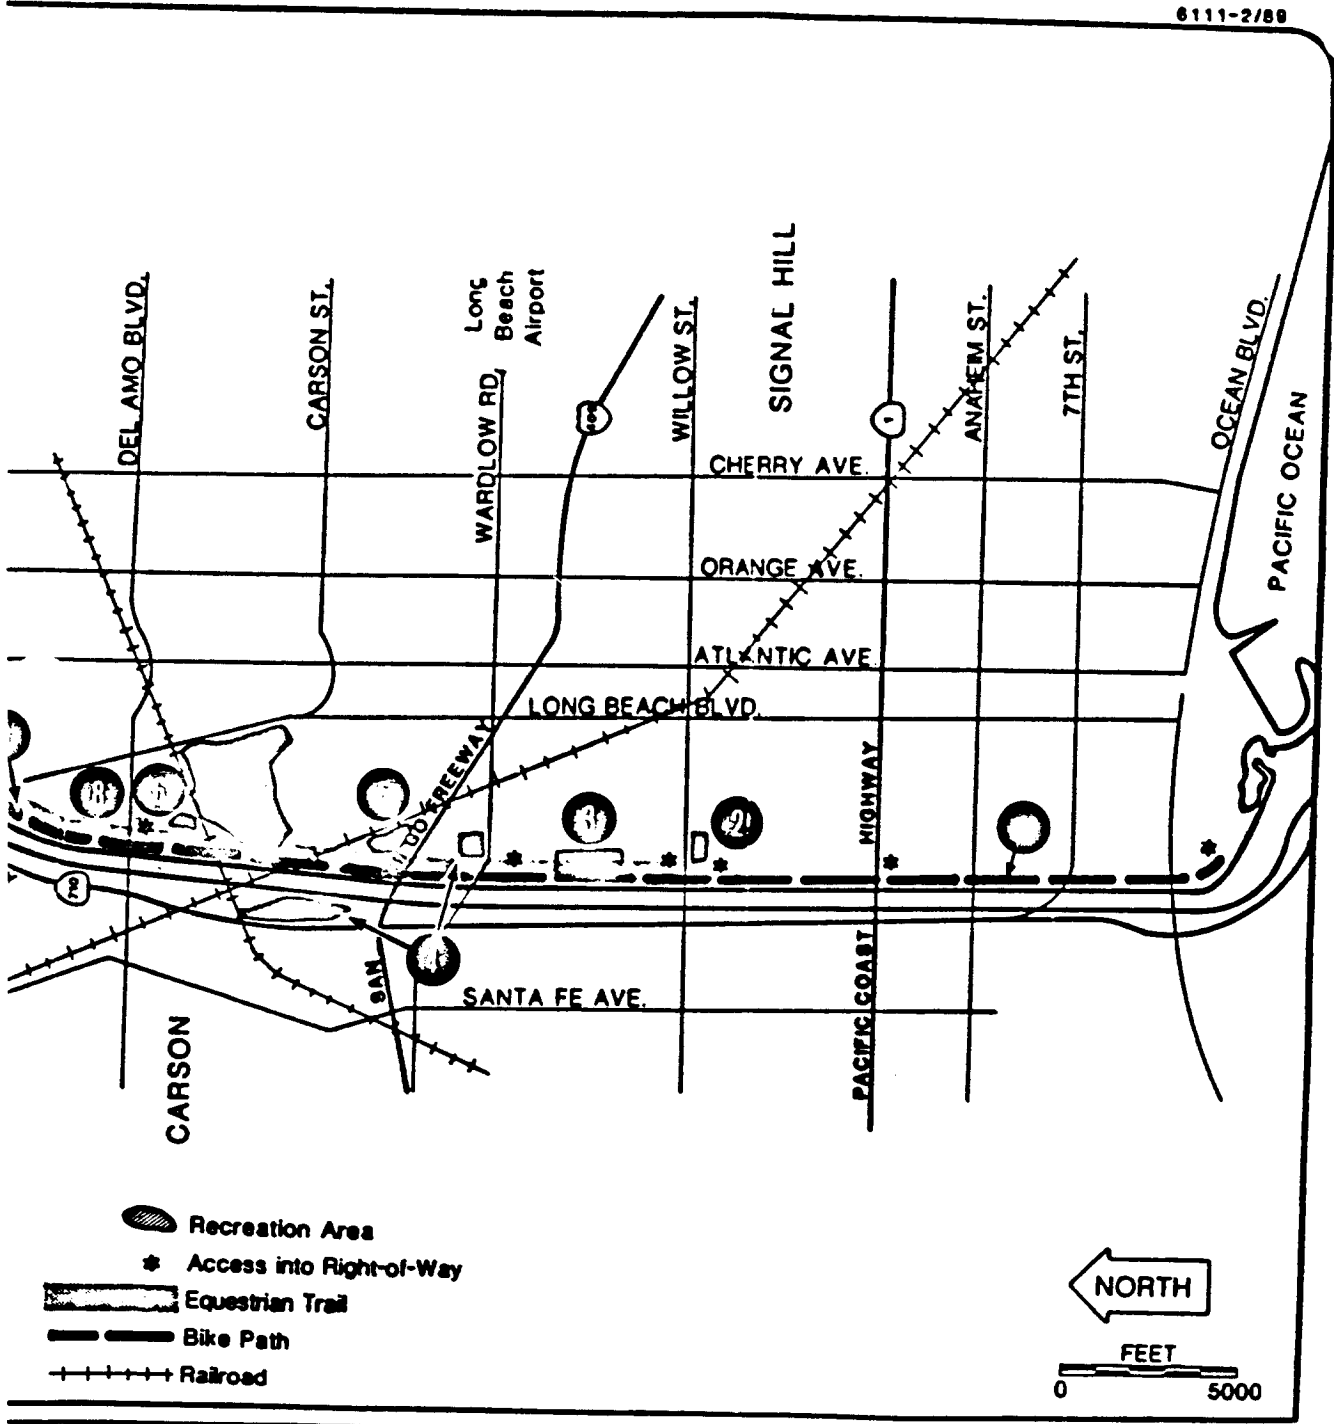 6111-2/89
DEL AMO BLVD.
CARSON ST.
Long
Beach
Airport
WARDLOW RD.
WILLOW ST.
SIGNAL HILL
1
ANAHEIM ST.
7TH ST.
OCEAN BLVD.
PACIFIC OCEAN
CHERRY AVE.
ORANGE AVE.
ATLANTIC AVE.
LONG BEACH BLVD.
FREEWAY
HIGHWAY
710
SAN
SANTA FE AVE.
PACIFIC COAST
CARSON
Recreation Area
* Access into Right-of-Way
Equestrian Trail
Bike Path
Railroad
NORTH
FEET
0 5000